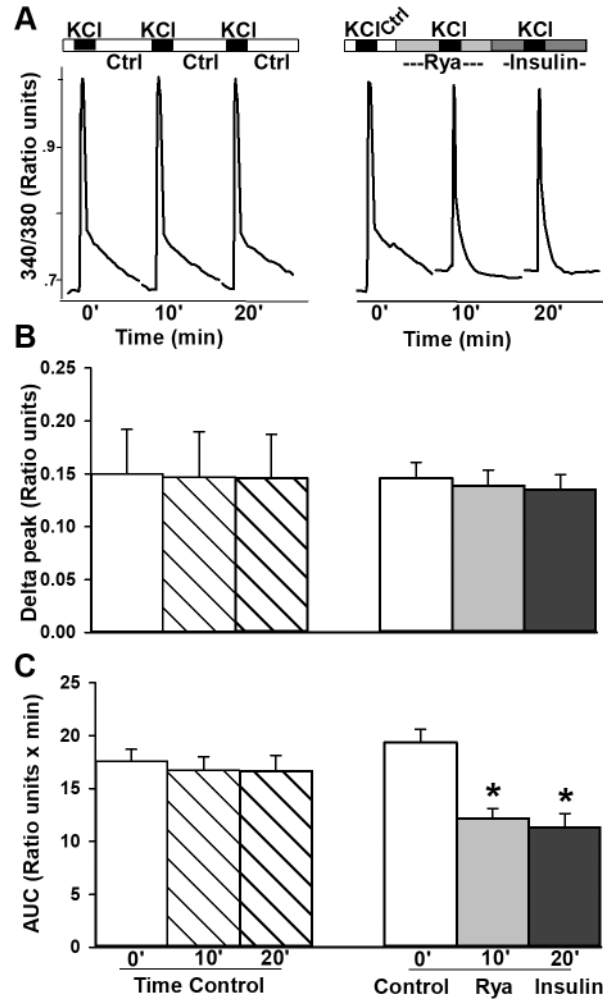 A
KCl KCl KCl
Ctrl Ctrl Ctrl
KCl Ctrl KCl KCl
---Rya--- -Insulin-
340/380 (Ratio units)
.9
.7
0' 10' 20'
Time (min)
0' 10' 20'
Time (min)
B
Delta peak (Ratio units)
0.25
0.20
0.15
0.10
0.05
0.00
C
AUC (Ratio units x min)
25
20
15
10
5
0
* *
0' 10' 20'
Time Control
0' 10' 20'
Control Rya Insulin